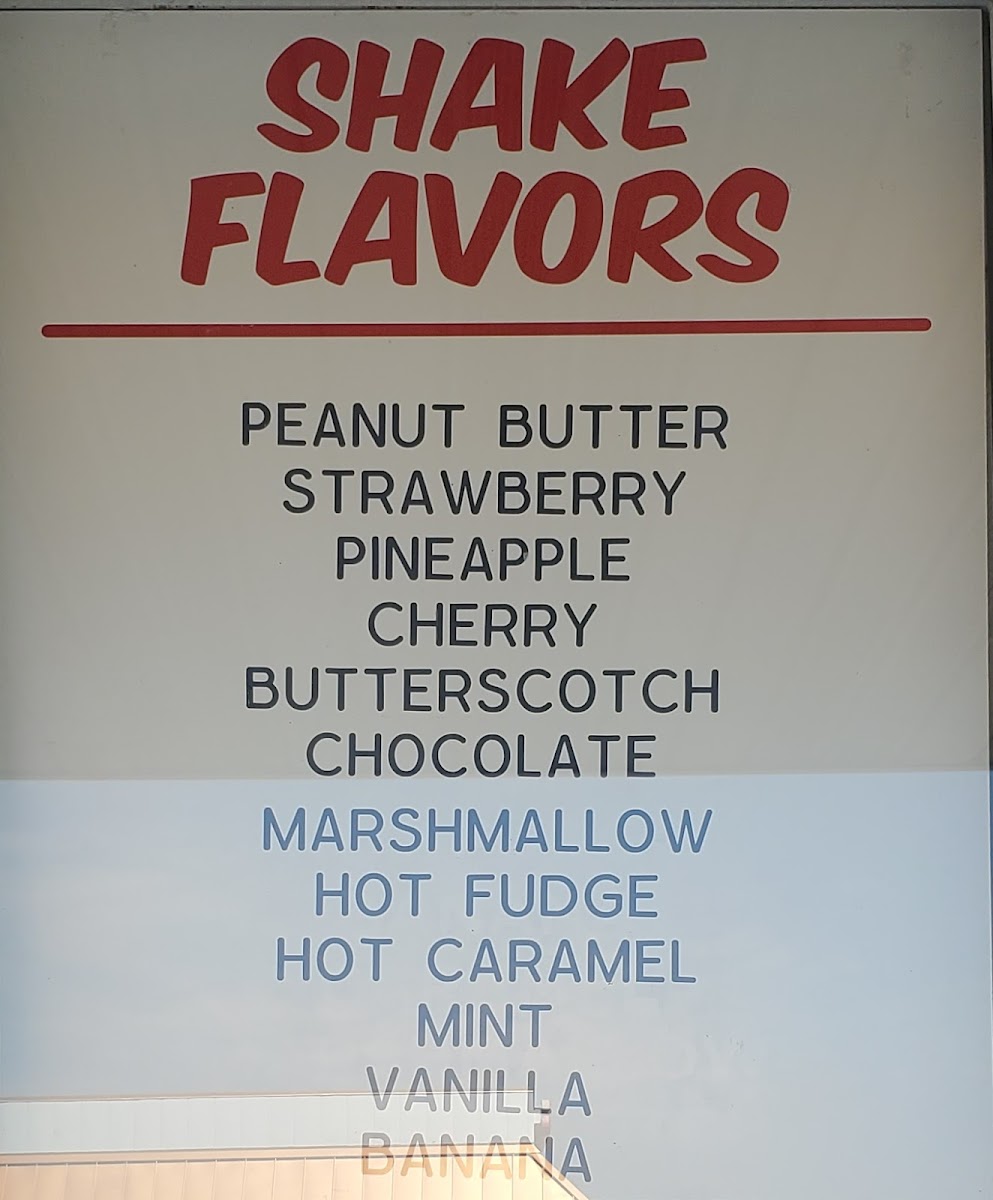 SHAKE
FLAVORS
PEANUT BUTTER
STRAWBERRY
PINEAPPLE
CHERRY
BUTTERSCOTCH
CHOCOLATE
MARSHMALLOW
HOT FUDGE
HOT CARAMEL
MINT
VANILLA
BANANA